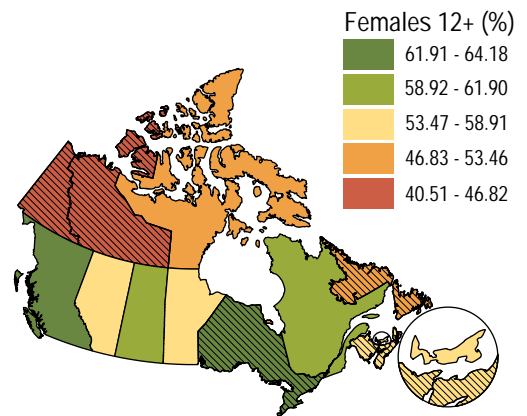 Females 12+ (%)
61.91 - 64.18
58.92 - 61.90
53.47 - 58.91
46.83 - 53.46
40.51 - 46.82